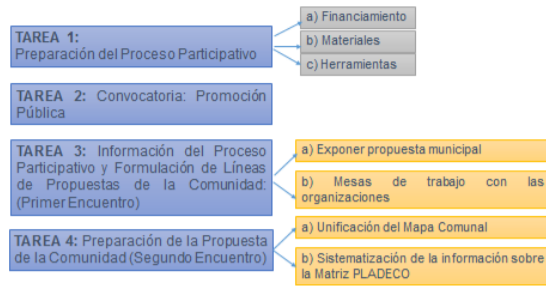 TAREA 1:
Preparación del Proceso Participativo
a) Financiamiento
b) Materiales
c) Herramientas
TAREA 2: Convocatoria: Promoción
Pública
TAREA 3: Información del Proceso
Participativo y Formulación de Líneas
de Propuestas de la Comunidad:
(Primer Encuentro)
a) Exponer propuesta municipal
b) Mesas de trabajo con las
organizaciones
TAREA 4: Preparación de la Propuesta
de la Comunidad (Segundo Encuentro)
a) Unificación del Mapa Comunal
b) Sistematización de la información sobre
la Matriz PLADECO